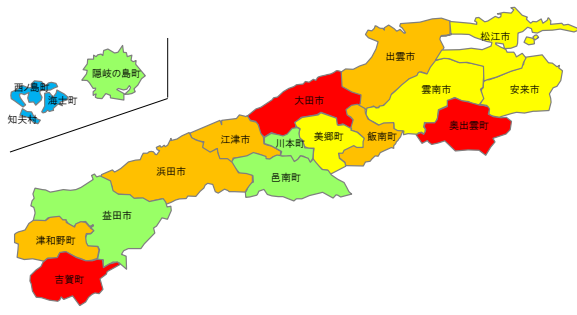 松江市
出雲市
隠岐の島町
西ノ島町
海士町
知夫村
大田市
雲南市
安来市
奥出雲町
江津市
川本町
美郷町
飯南町
浜田市
邑南町
益田市
津和野町
吉賀町